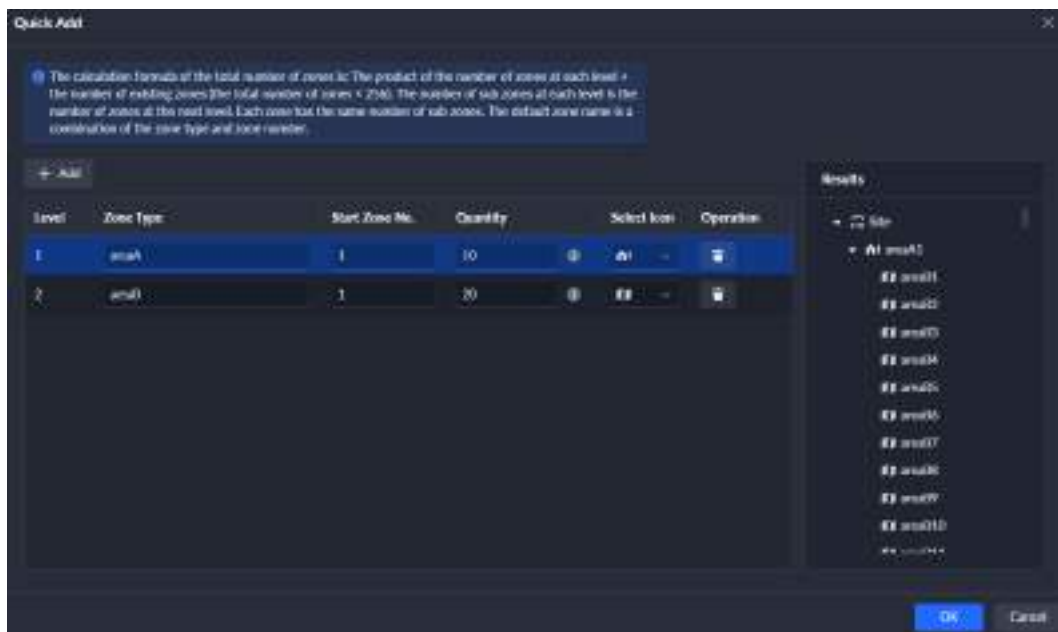 Quick Add
The calculation formula of the total number of zones is: The product of the number of zones at each level +
the number of existing zones (the total number of zones < 256). The number of sub zones at each level is the
number of zones at the next level. Each zone has the same number of sub zones. The default zone name is a
combination of the zone type and zone number.
+ Add
Results
Level Zone Type Start Zone No. Quantity Select Icon Operation
1 areaA 1 10
2 areaB 1 20
Site
areaA1
areaB1
areaB2
areaB3
areaB4
areaB5
areaB6
areaB7
areaB8
areaB9
areaB10
OK Cancel